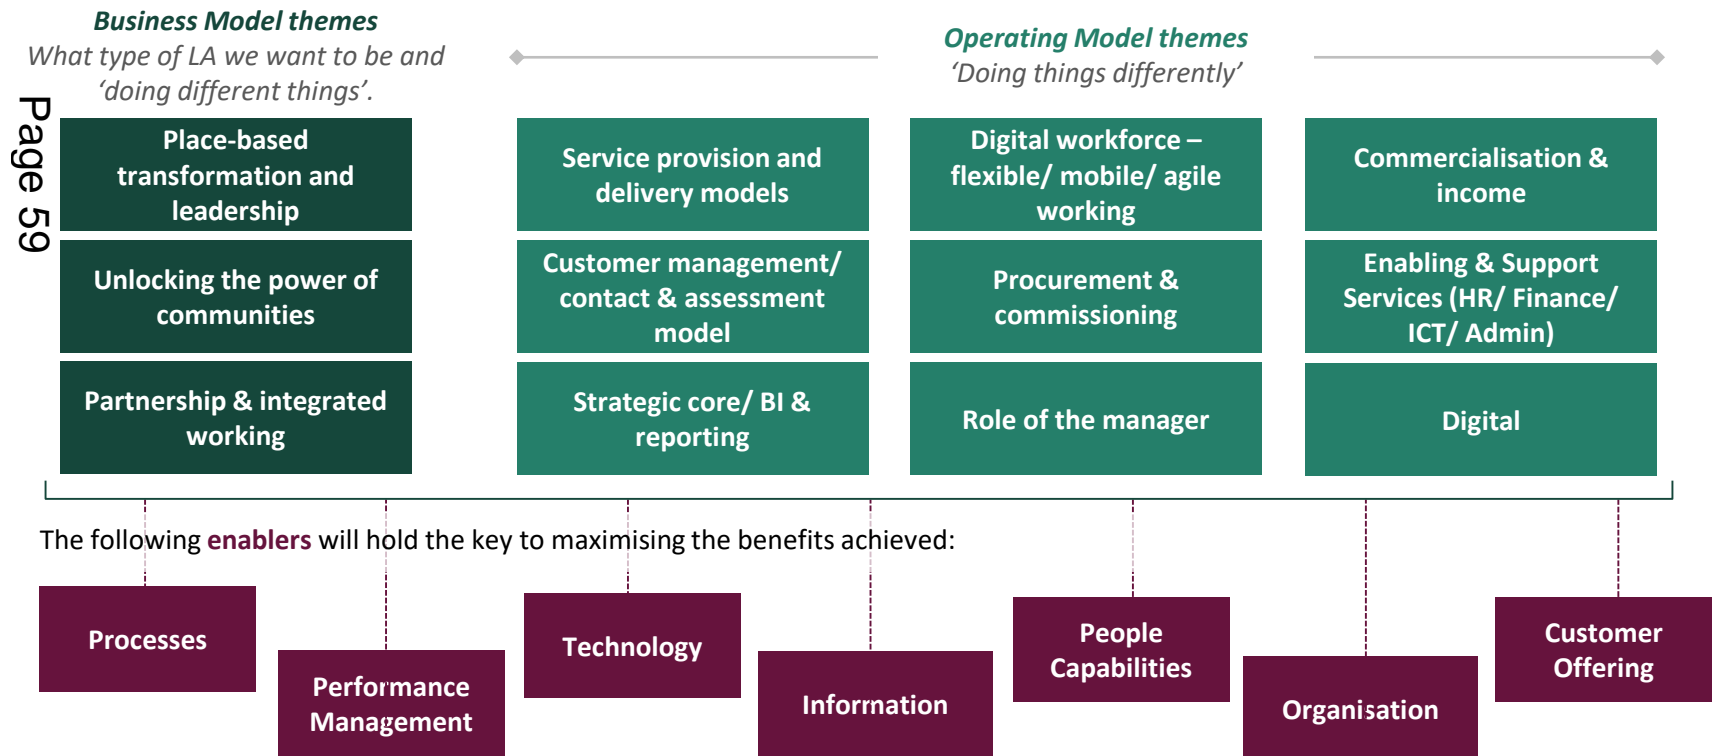 Business Model themes
What type of LA we want to be and
‘doing different things’.
Operating Model themes
‘Doing things differently’
Page 59
Place-based
transformation and
leadership
Service provision and
delivery models
Digital workforce –
flexible/ mobile/ agile
working
Commercialisation &
income
Unlocking the power of
communities
Customer management/
contact & assessment
model
Procurement &
commissioning
Enabling & Support
Services (HR/ Finance/
ICT/ Admin)
Partnership & integrated
working
Strategic core/ BI &
reporting
Role of the manager
Digital
The following enablers will hold the key to maximising the benefits achieved:
Processes
Performance
Management
Technology
Information
People
Capabilities
Organisation
Customer
Offering